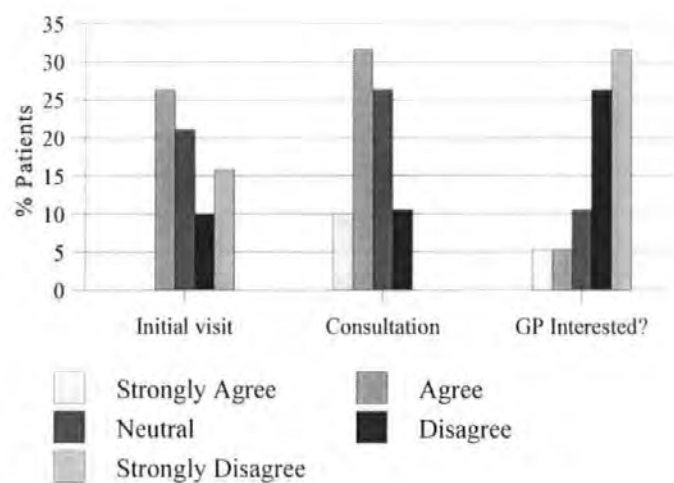 35
30
25
20
15
10
5
0
% Patients
Initial visit Consultation GP Interested?
Strongly Agree Agree
Neutral Disagree
Strongly Disagree